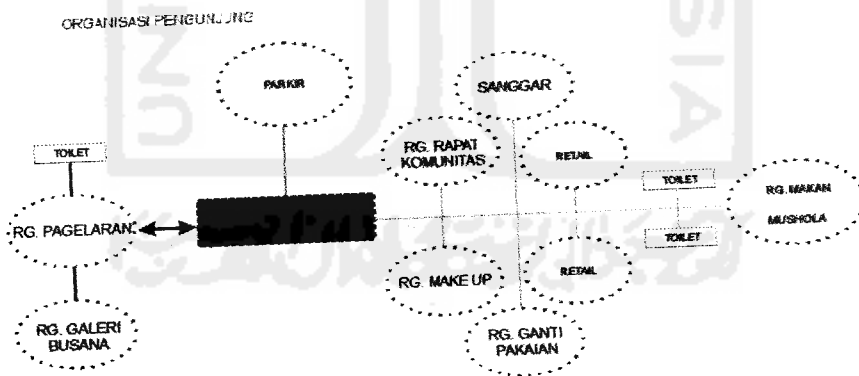 ORGANISASI PENGUNJUNG
PARKIR
SANGGAR
TOILET
RG. RAPAT
KOMUNITAS
RETAIL
TOILET
RG. MAKAN
MUSHOLA
RG. PAGELARAN
TOILET
RG. MAKE UP
RETAIL
RG. GALERI
BUSANA
RG. GANTI
PAKAIAN